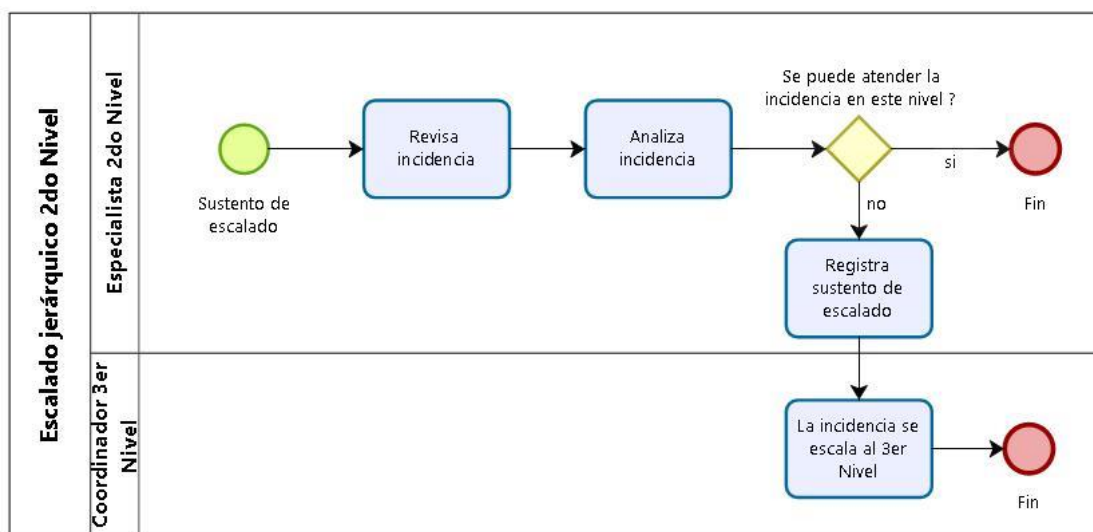 Escalado jerárquico 2do Nivel
Especialista 2do Nivel
Sustento de
escalado
Revisa
incidencia
Analiza
incidencia
Se puede atender la
incidencia en este nivel ?
si
Fin
no
Registra
sustento de
escalado
Coordinador 3er
Nivel
La incidencia se
escala al 3er
Nivel
Fin